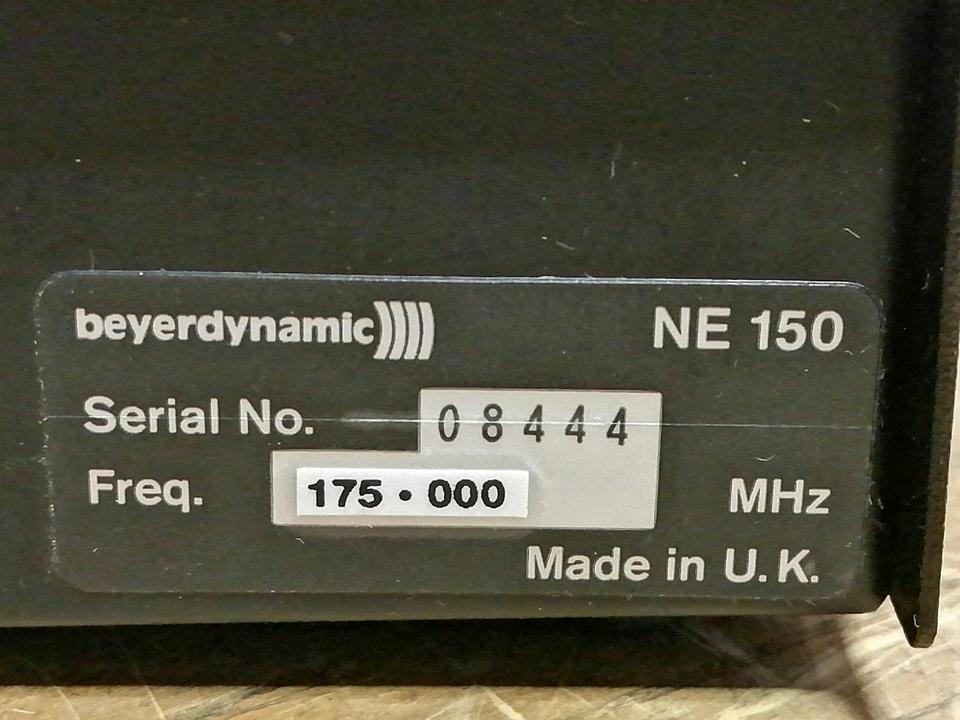 beyerdynamic)))) NE 150
Serial No. 08444
Freq. 175·000 MHz
Made in U.K.